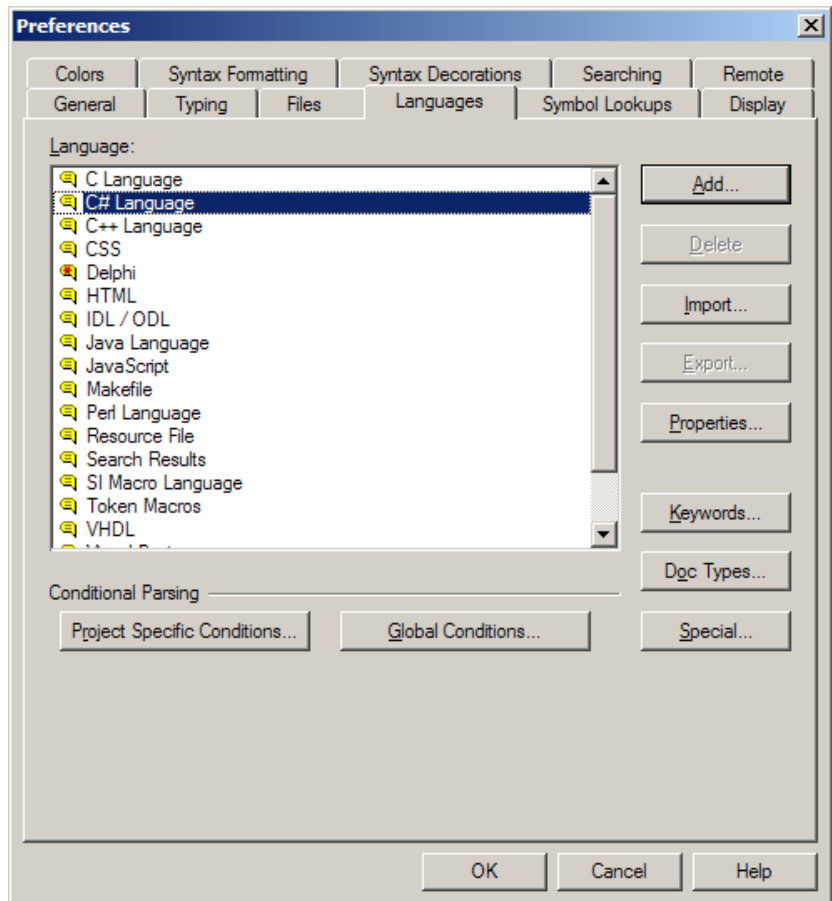 Preferences
Colors Syntax Formatting Syntax Decorations Searching Remote
General Typing Files Languages Symbol Lookups Display
Language:
C Language
C# Language
C++ Language
CSS
Delphi
HTML
IDL / ODL
Java Language
JavaScript
Makefile
Perl Language
Resource File
Search Results
SI Macro Language
Token Macros
VHDL
Add...
Delete
Import...
Export...
Properties...
Keywords...
Doc Types...
Conditional Parsing
Project Specific Conditions... Global Conditions... Special...
OK Cancel Help